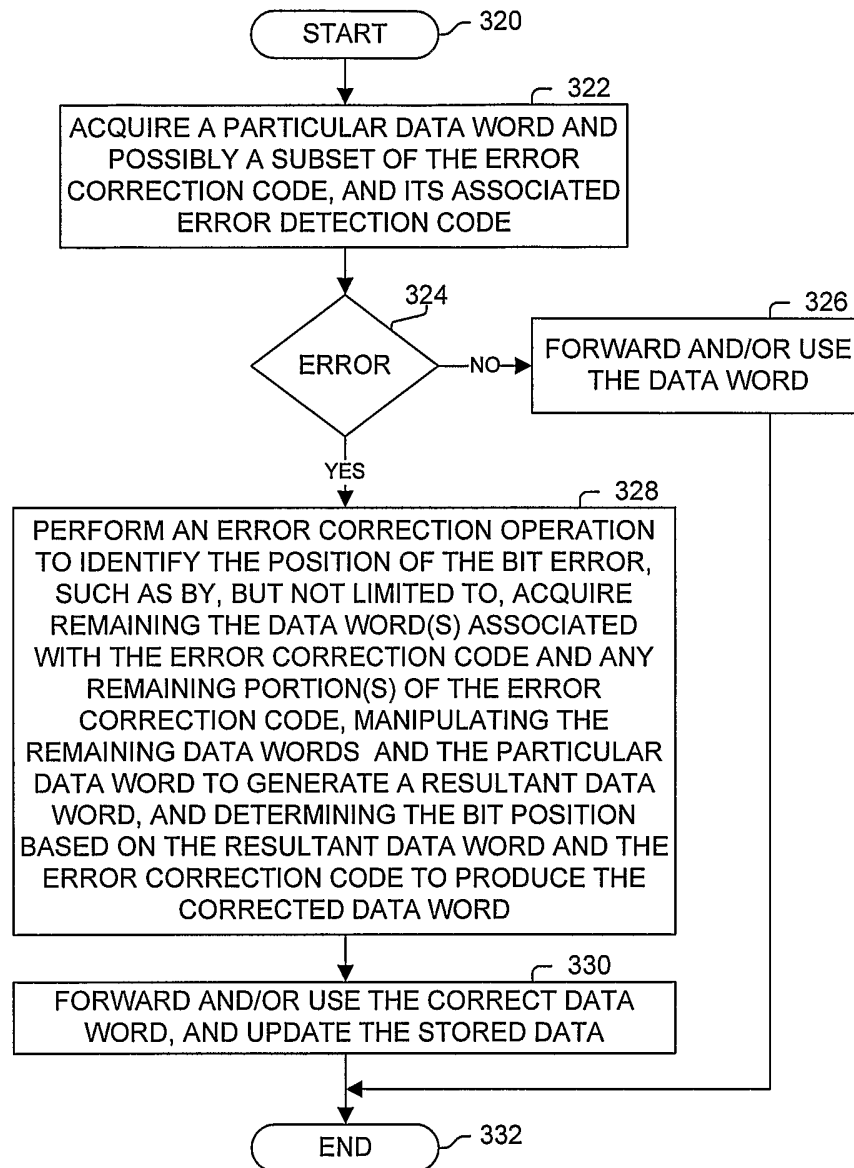 START
320
322
ACQUIRE A PARTICULAR DATA WORD AND
POSSIBLY A SUBSET OF THE ERROR
CORRECTION CODE, AND ITS ASSOCIATED
ERROR DETECTION CODE
324
ERROR
NO
326
FORWARD AND/OR USE
THE DATA WORD
YES
328
PERFORM AN ERROR CORRECTION OPERATION
TO IDENTIFY THE POSITION OF THE BIT ERROR,
SUCH AS BY, BUT NOT LIMITED TO, ACQUIRE
REMAINING THE DATA WORD(S) ASSOCIATED
WITH THE ERROR CORRECTION CODE AND ANY
REMAINING PORTION(S) OF THE ERROR
CORRECTION CODE, MANIPULATING THE
REMAINING DATA WORDS AND THE PARTICULAR
DATA WORD TO GENERATE A RESULTANT DATA
WORD, AND DETERMINING THE BIT POSITION
BASED ON THE RESULTANT DATA WORD AND THE
ERROR CORRECTION CODE TO PRODUCE THE
CORRECTED DATA WORD
330
FORWARD AND/OR USE THE CORRECT DATA
WORD, AND UPDATE THE STORED DATA
END
332